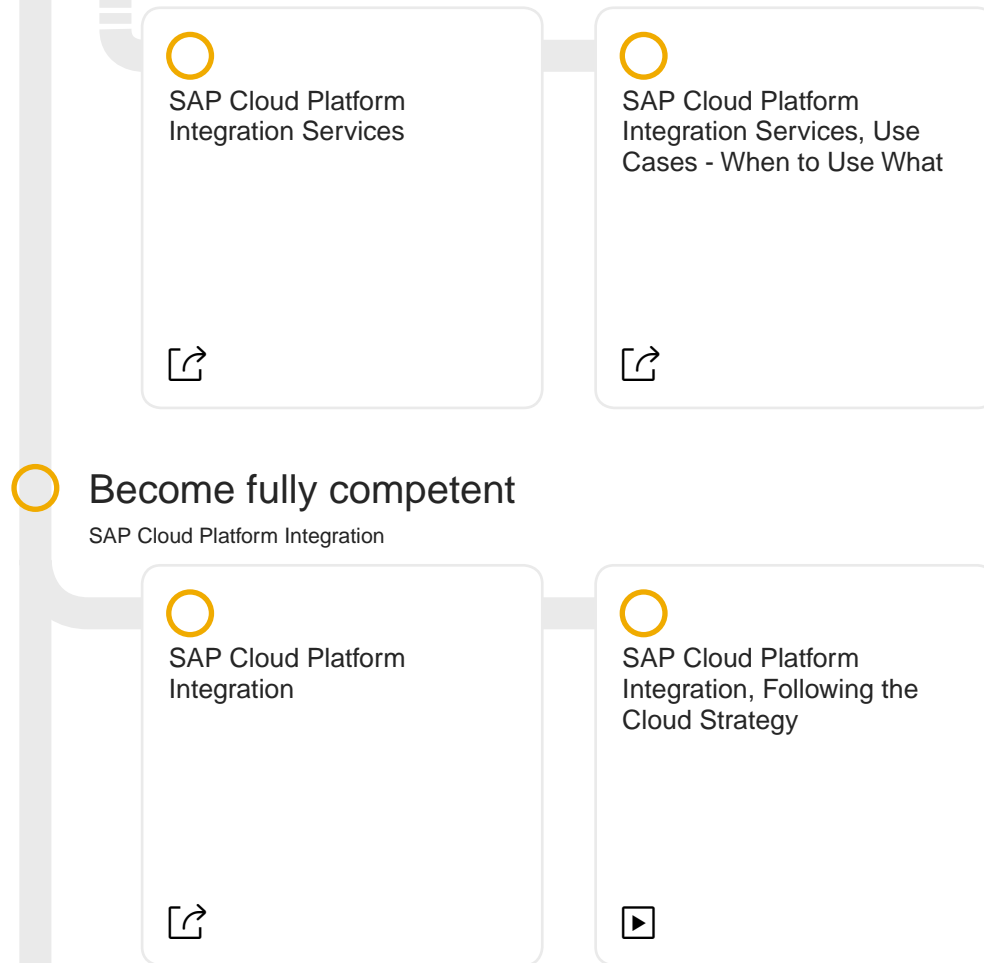 SAP Cloud Platform
Integration Services
SAP Cloud Platform
Integration Services, Use
Cases - When to Use What
Become fully competent
SAP Cloud Platform Integration
SAP Cloud Platform
Integration
SAP Cloud Platform
Integration, Following the
Cloud Strategy